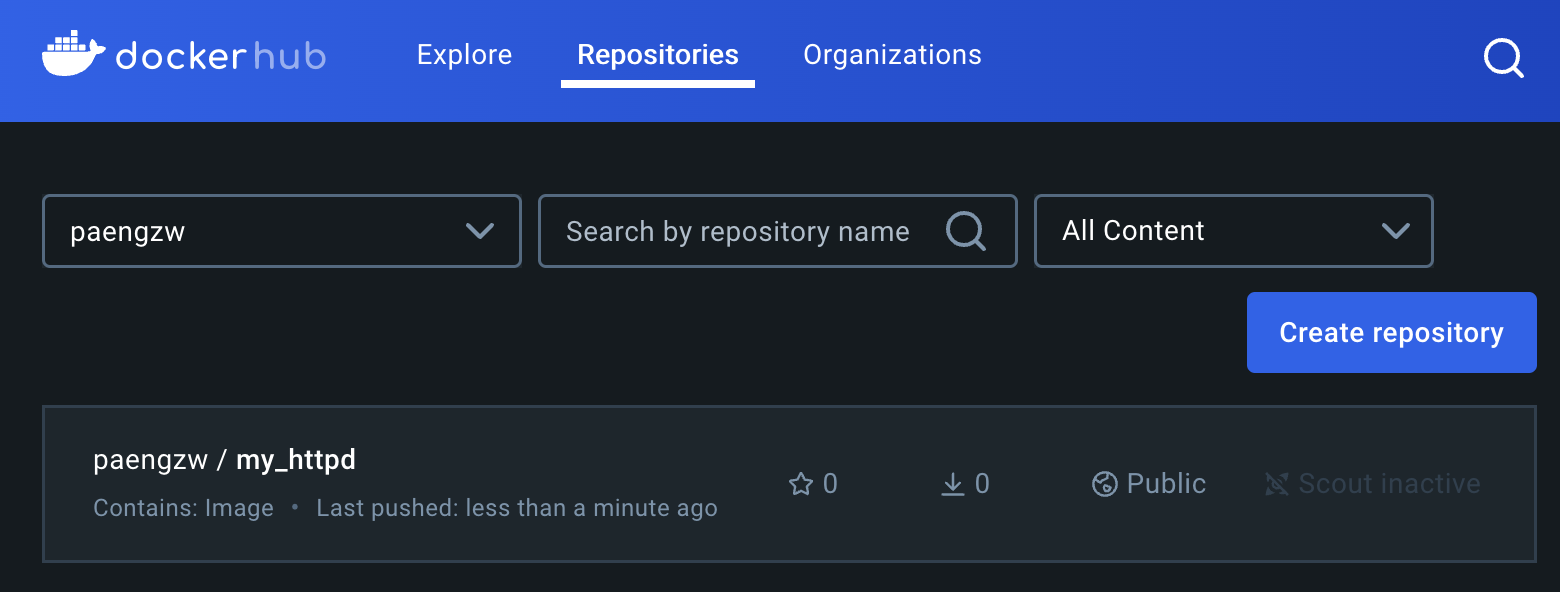 dockerhub Explore Repositories Organizations
paengzw Search by repository name All Content
Create repository
paengzw / my_httpd
Contains: Image • Last pushed: less than a minute ago
0 0 Public Scout inactive